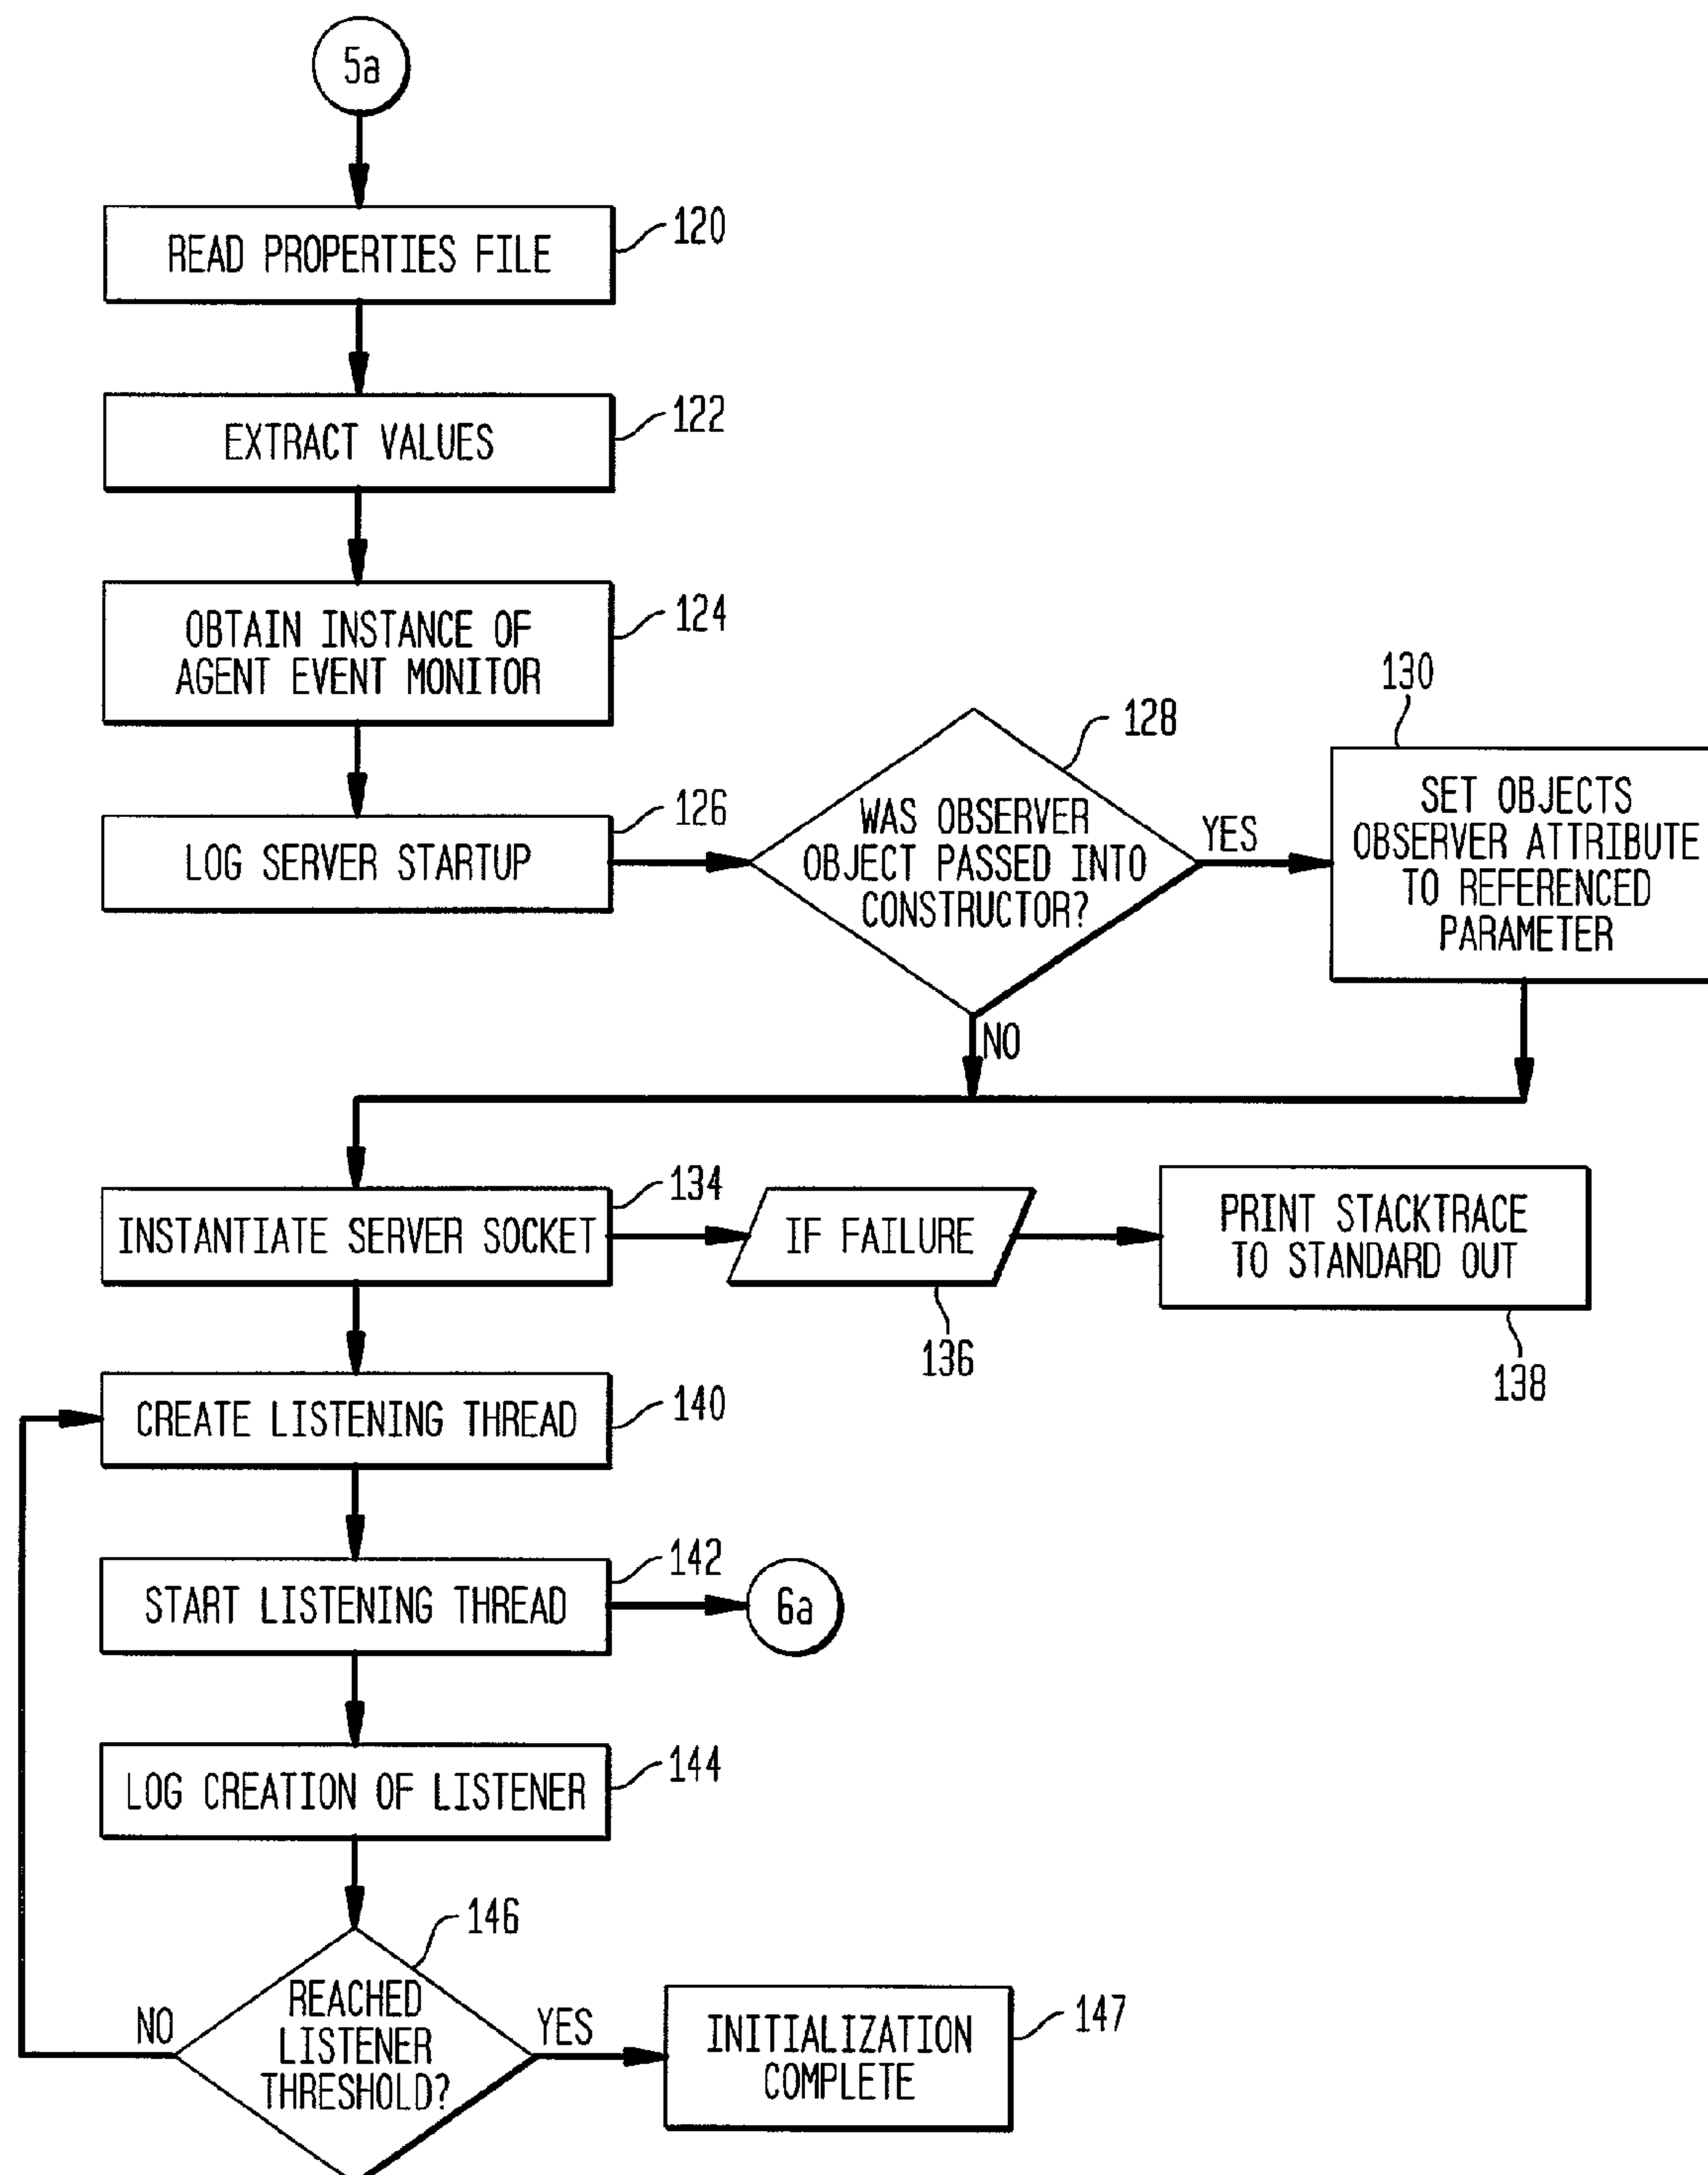 5a
READ PROPERTIES FILE
120
EXTRACT VALUES
122
OBTAIN INSTANCE OF
AGENT EVENT MONITOR
124
LOG SERVER STARTUP
126
WAS OBSERVER
OBJECT PASSED INTO
CONSTRUCTOR?
128
YES
NO
130
SET OBJECTS
OBSERVER ATTRIBUTE
TO REFERENCED
PARAMETER
INSTANTIATE SERVER SOCKET
134
IF FAILURE
136
PRINT STACKTRACE
TO STANDARD OUT
138
CREATE LISTENING THREAD
140
START LISTENING THREAD
142
6a
LOG CREATION OF LISTENER
144
REACHED
LISTENER
THRESHOLD?
146
NO
YES
INITIALIZATION
COMPLETE
147